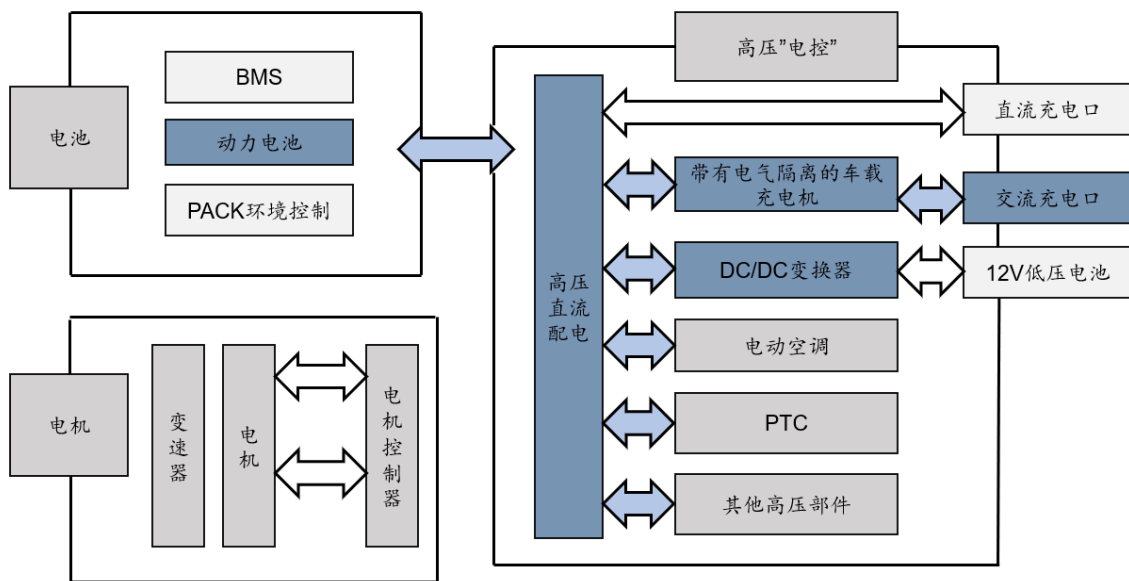 电池
BMS
动力电池
PACK环境控制
电机
变速器
电机
电机控制器
高压”电控”
高压
直流
配电
直流充电口
带有电气隔离的车载
充电机
交流充电口
DC/DC变换器
12V低压电池
电动空调
PTC
其他高压部件